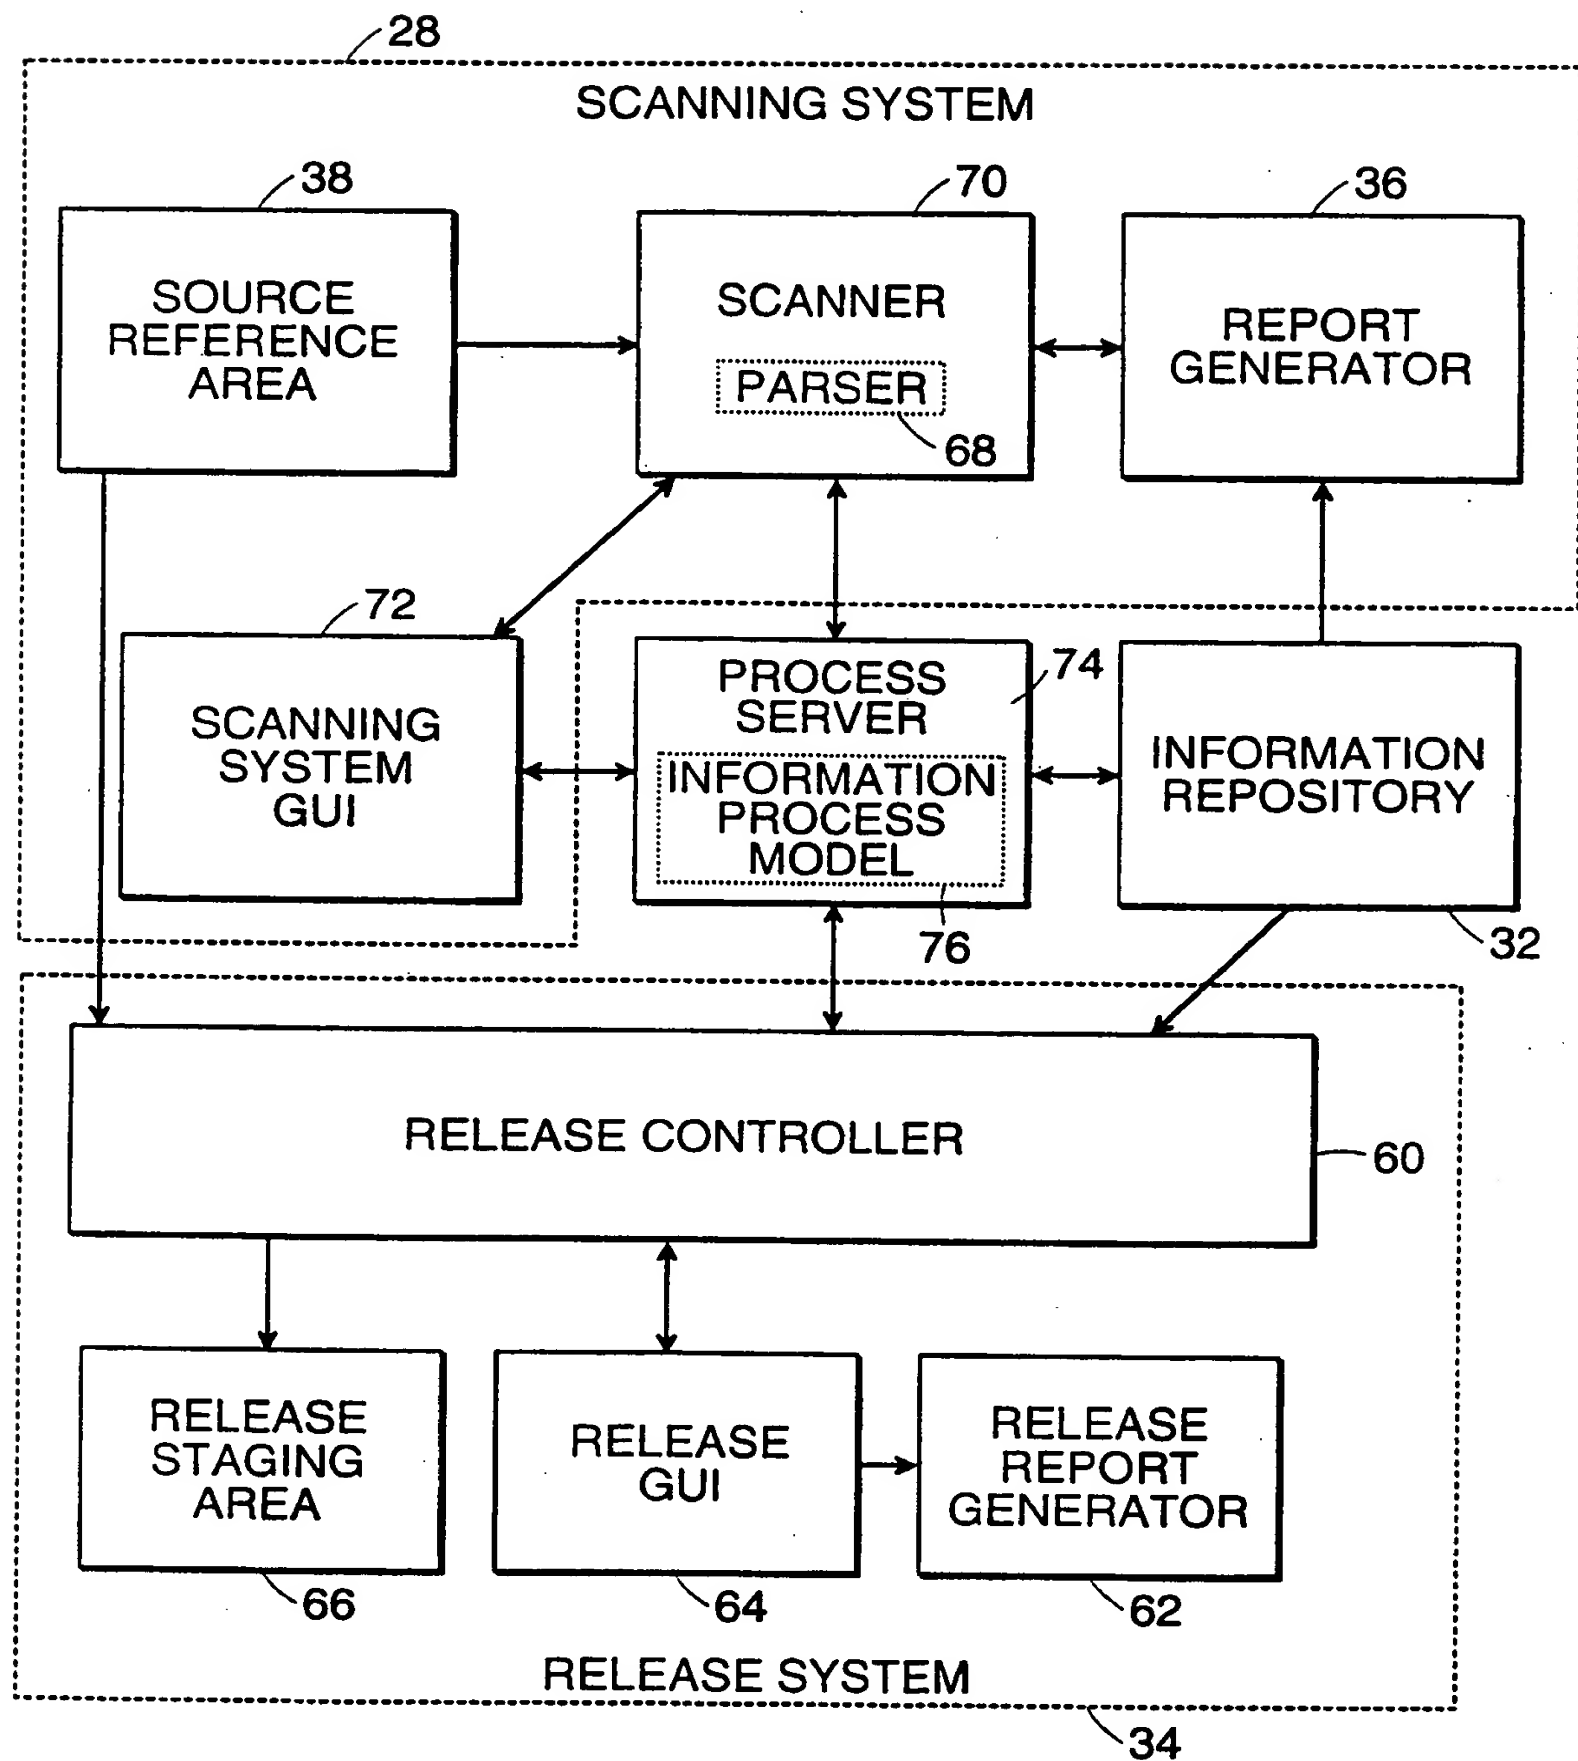 28
SCANNING SYSTEM
38
70
36
SOURCE
REFERENCE
AREA
SCANNER
PARSER
68
REPORT
GENERATOR
72
SCANNING
SYSTEM
GUI
PROCESS
SERVER
74
INFORMATION
PROCESS
MODEL
76
INFORMATION
REPOSITORY
32
RELEASE CONTROLLER
60
RELEASE
STAGING
AREA
66
RELEASE
GUI
64
RELEASE
REPORT
GENERATOR
62
RELEASE SYSTEM
34